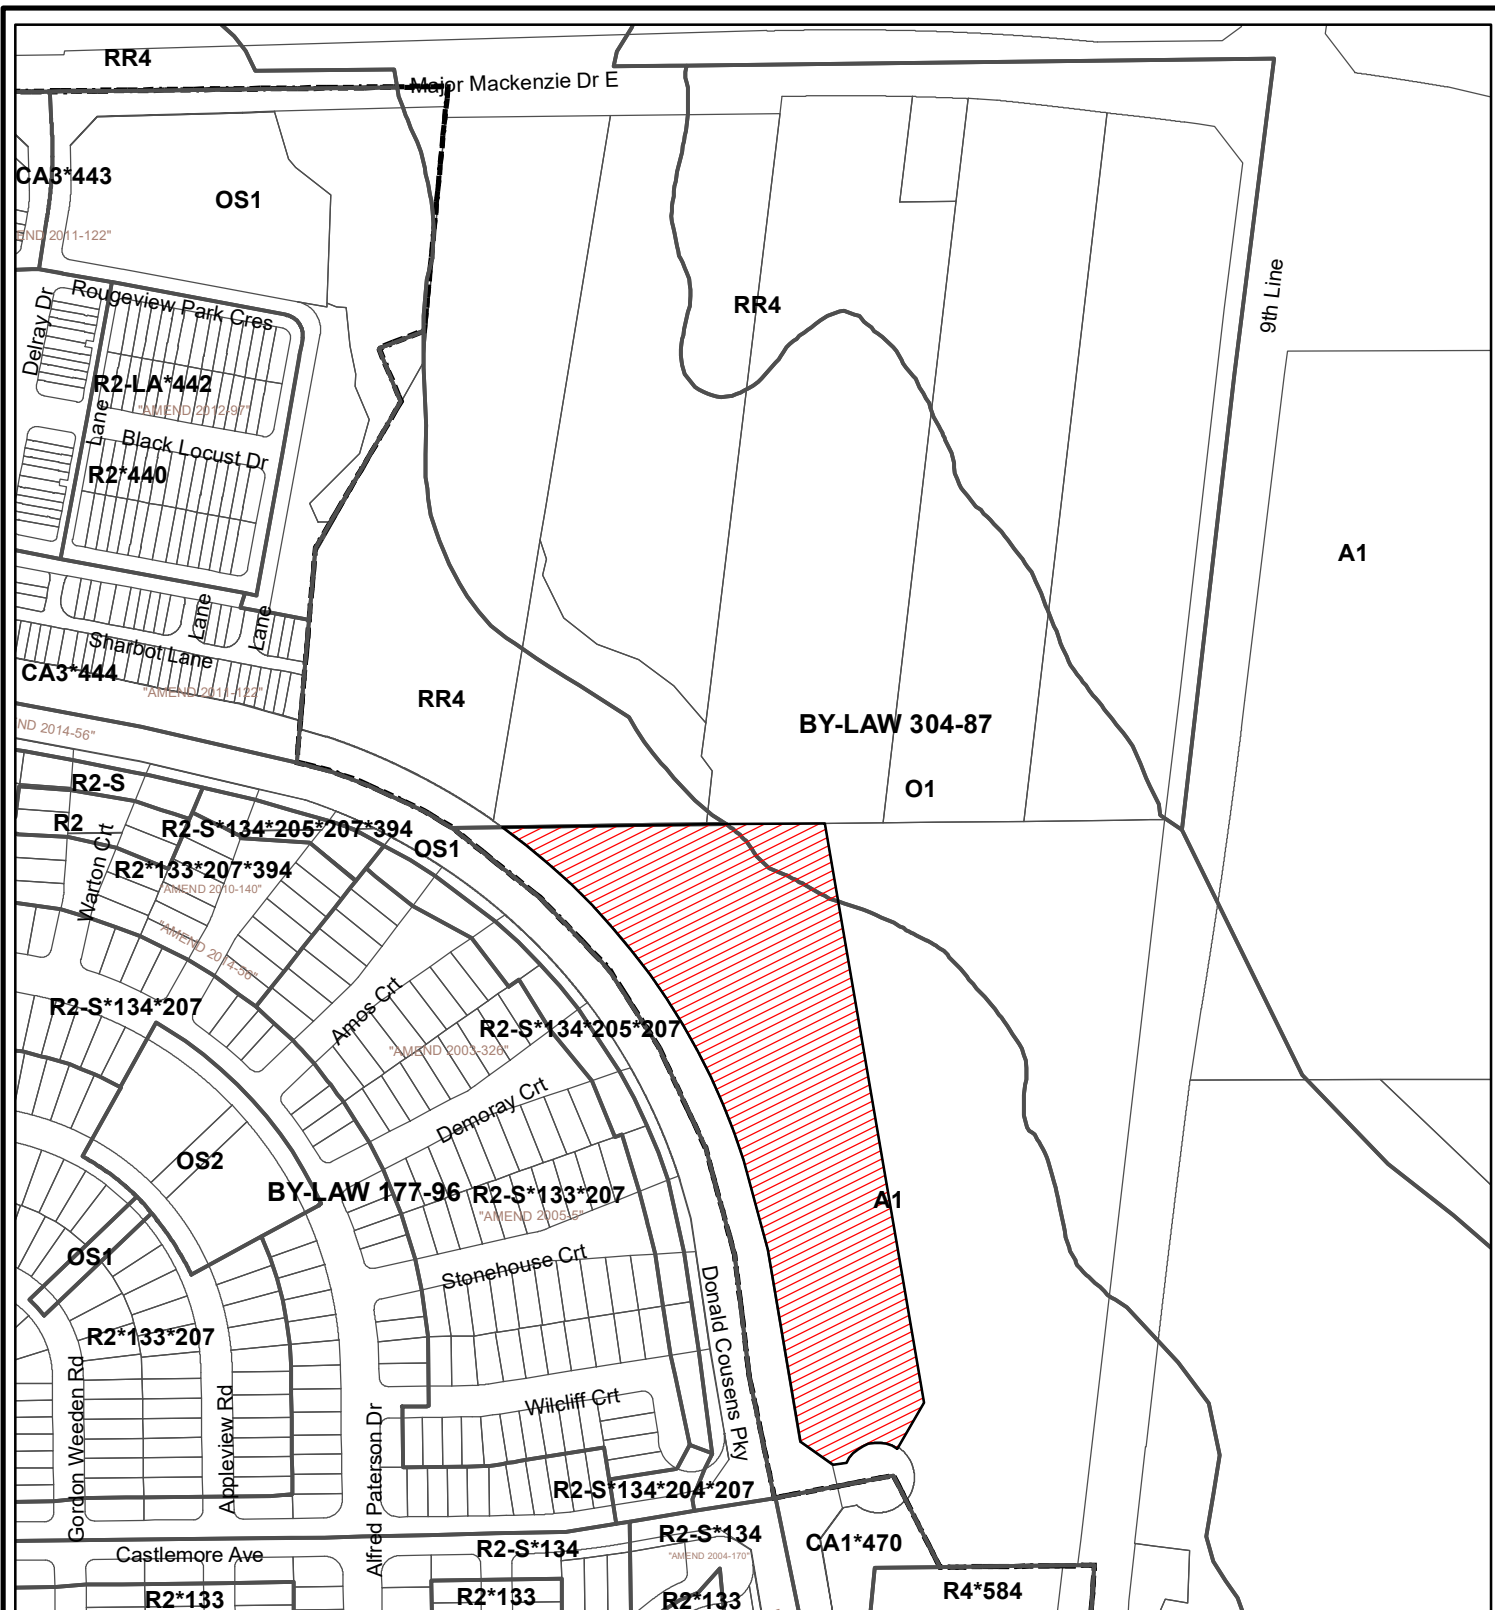 RR4
Major Mackenzie Dr E
CA3*443
OS1
END 2011-122"
Rougeview Park Cres
Delray Dr
RR4
9th Line
R2-LA*442
"AMEND 2012-97"
Lane
Black Locust Dr
R2*440
A1
Lane
Lane
Sharbot Lane
CA3*444
"AMEND 2011-122"
RR4
ND 2014-56"
BY-LAW 304-87
O1
R2-S
R2
R2-S*134*205*207*394
OS1
Warton Crt
R2*133*207*394
"AMEND 2010-140"
"AMEND 2014-56"
R2-S*134*207
Amos Crt
R2-S*134*205*207
"AMEND 2003-326"
Demoray Crt
OS2
BY-LAW 177-96
R2-S*133*207
"AMEND 2005-5"
A1
OS1
Stonehouse Crt
Donald Cousens Pky
R2*133*207
Gordon Weeden Rd
Appleview Rd
Alfred Paterson Dr
Wilcliff Crt
R2-S*134*204*207
Castlemore Ave
R2-S*134
R2-S*134
"AMEND 2004-170"
CA1*470
R2*133
R2*133
R2*133
R4*584